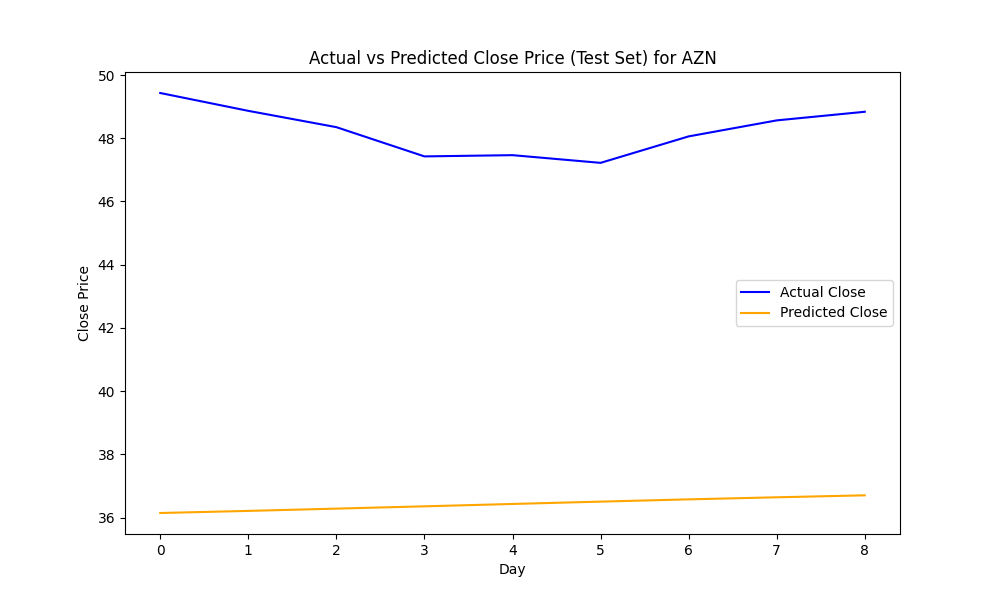 Actual vs Predicted Close Price (Test Set) for AZN
50
48
46
44
42
40
38
36
Close Price
Actual Close
Predicted Close
0 1 2 3 4 5 6 7 8
Day